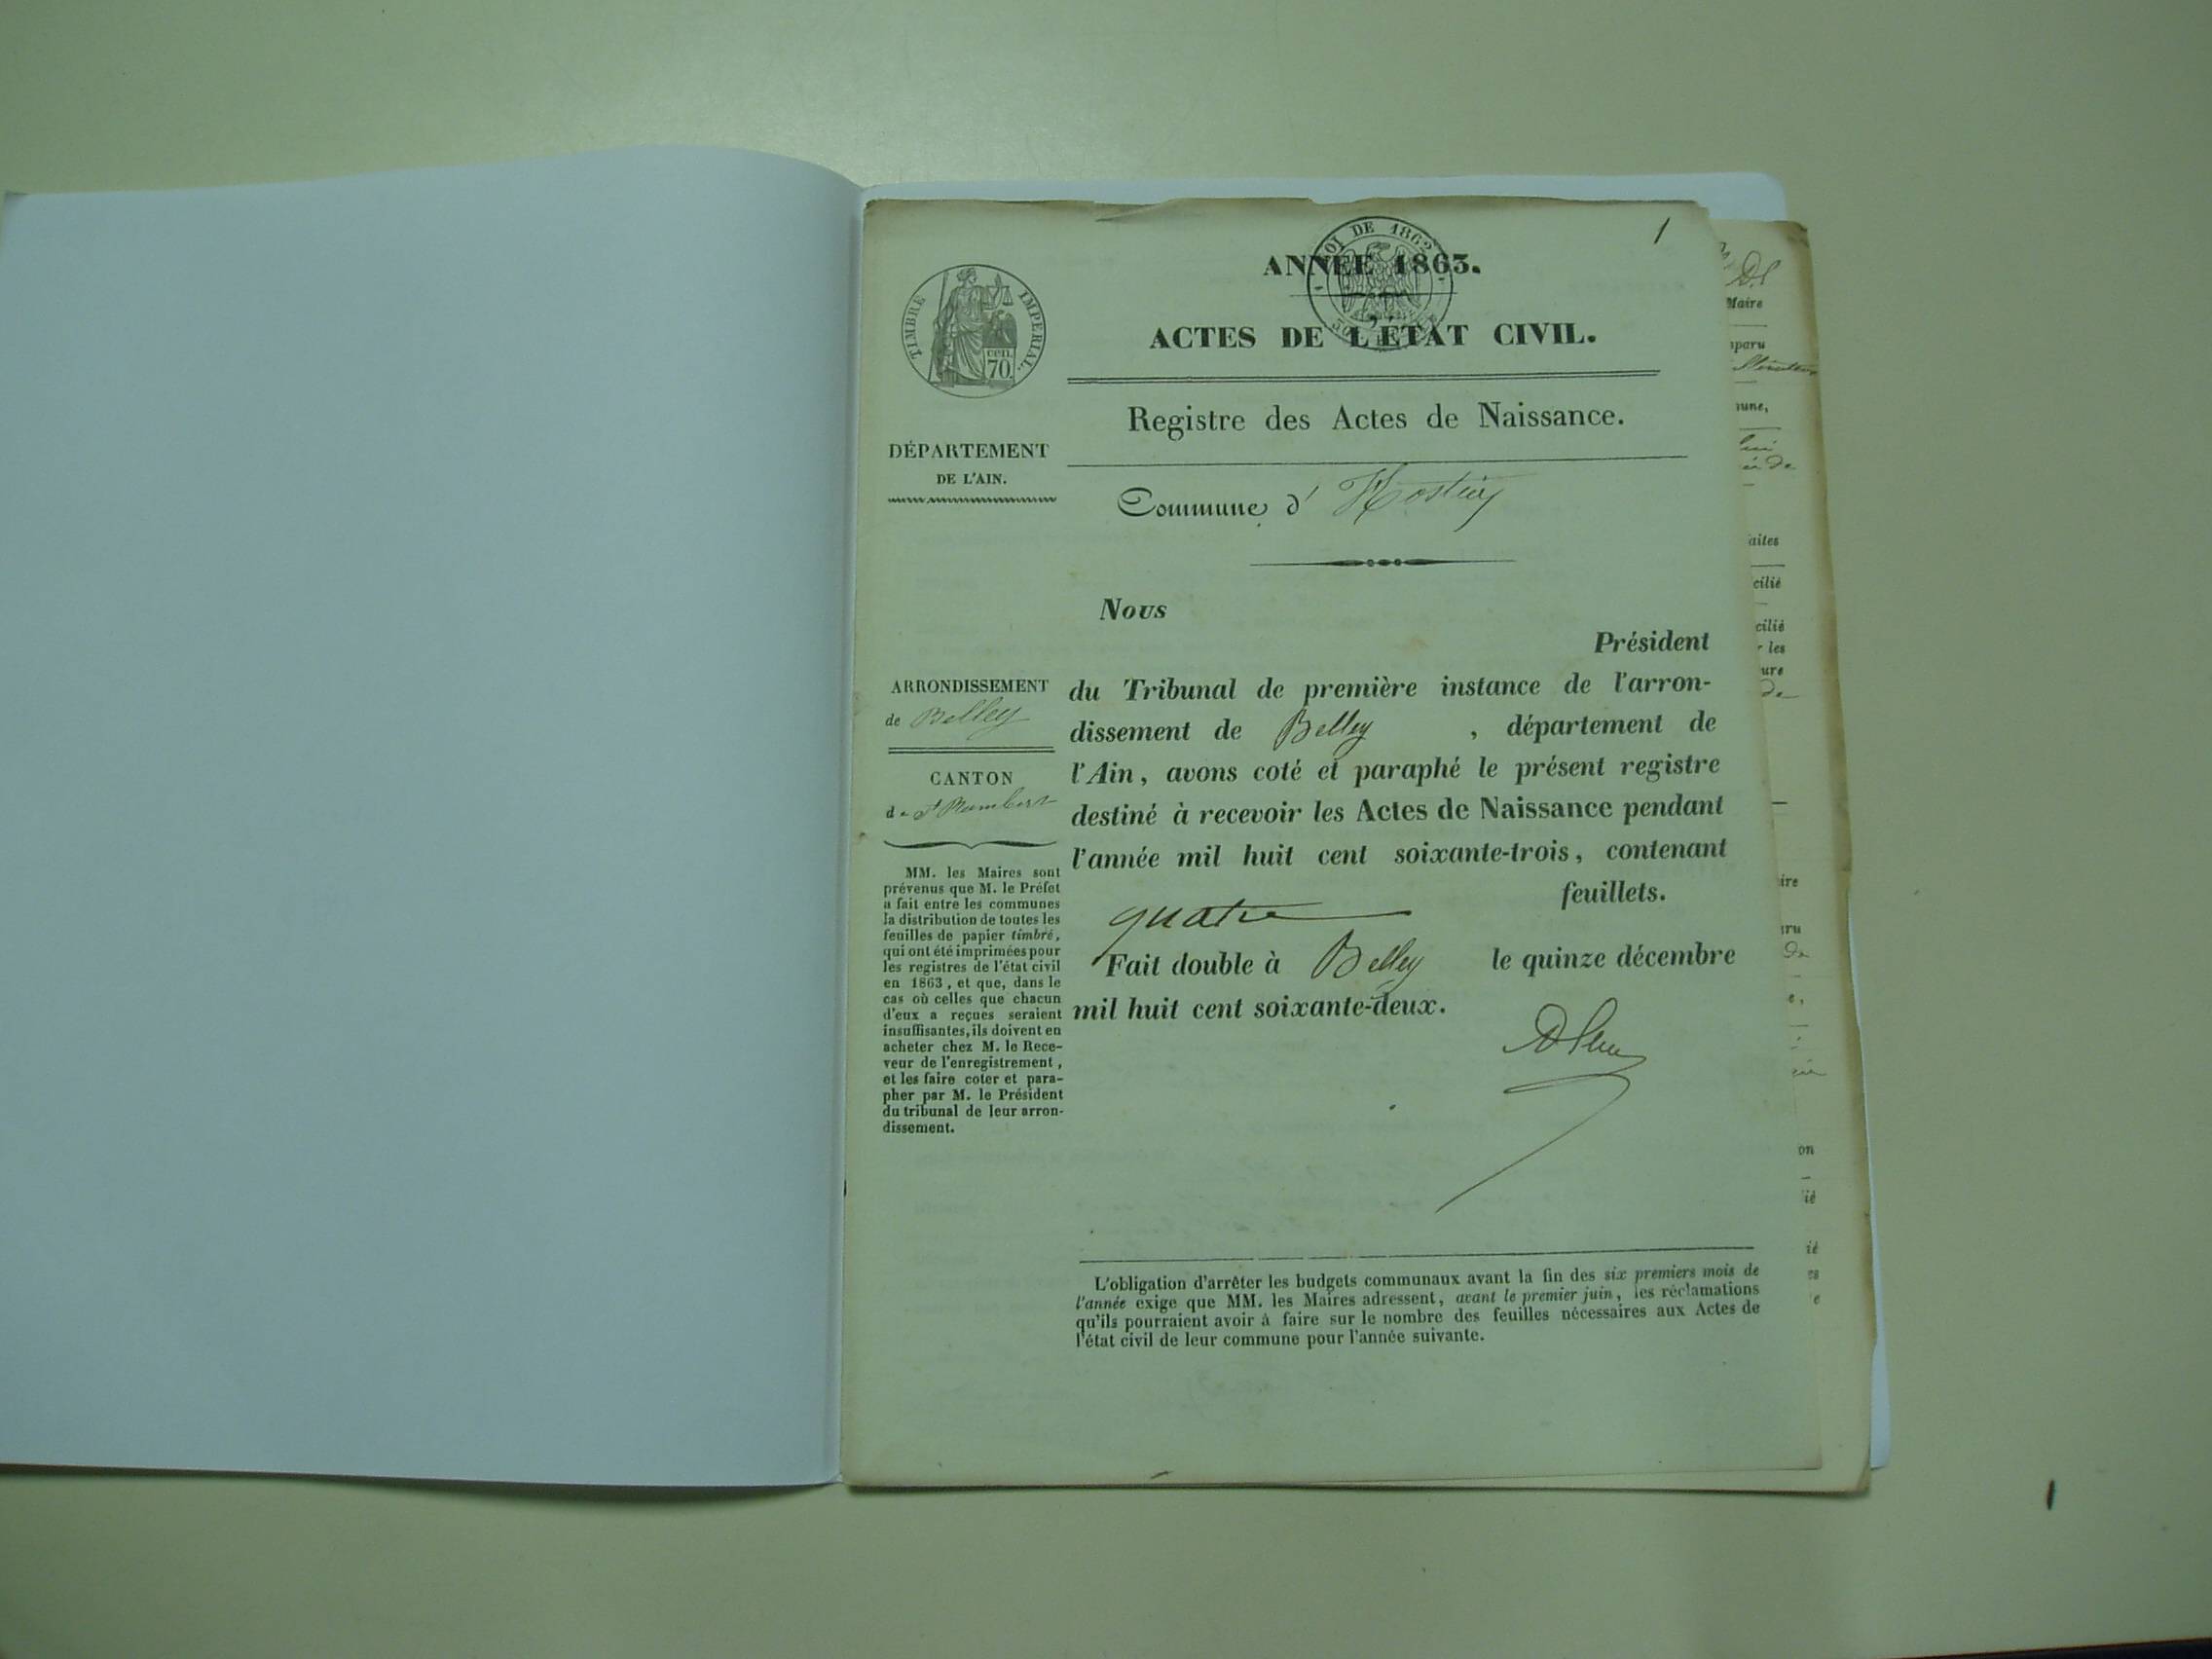 1
LOI DE 1862
ANNÉE 1863.
TIMBRE IMPERIAL.
cen.
70.
ACTES DE L'ÉTAT CIVIL.
Registre des Actes de Naissance.
DÉPARTEMENT
DE L'AIN.
Commune d' Hostiaz
Nous
Président
ARRONDISSEMENT
de Belley
CANTON
de St Rambert
du Tribunal de première instance de l'arron-
dissement de Belley , département de
l'Ain, avons coté et paraphé le présent registre
destiné à recevoir les Actes de Naissance pendant
l'année mil huit cent soixante-trois, contenant
quatre feuillets.
Fait double à Belley le quinze décembre
mil huit cent soixante-deux.
MM. les Maires sont
prévenus que M. le Préfet
a fait entre les communes
la distribution de toutes les
feuilles de papier timbré,
qui ont été imprimées pour
les registres de l'état civil
en 1863, et que, dans le
cas où celles que chacun
d'eux a reçues seraient
insuffisantes, ils doivent en
acheter chez M. le Rece-
veur de l'enregistrement,
et les faire coter et para-
pher par M. le Président
du tribunal de leur arron-
dissement.
L'obligation d'arrêter les budgets communaux avant la fin des six premiers mois de
l'année exige que MM. les Maires adressent, avant le premier juin, les réclamations
qu'ils pourraient avoir à faire sur le nombre des feuilles nécessaires aux Actes de
l'état civil de leur commune pour l'année suivante.
Maire